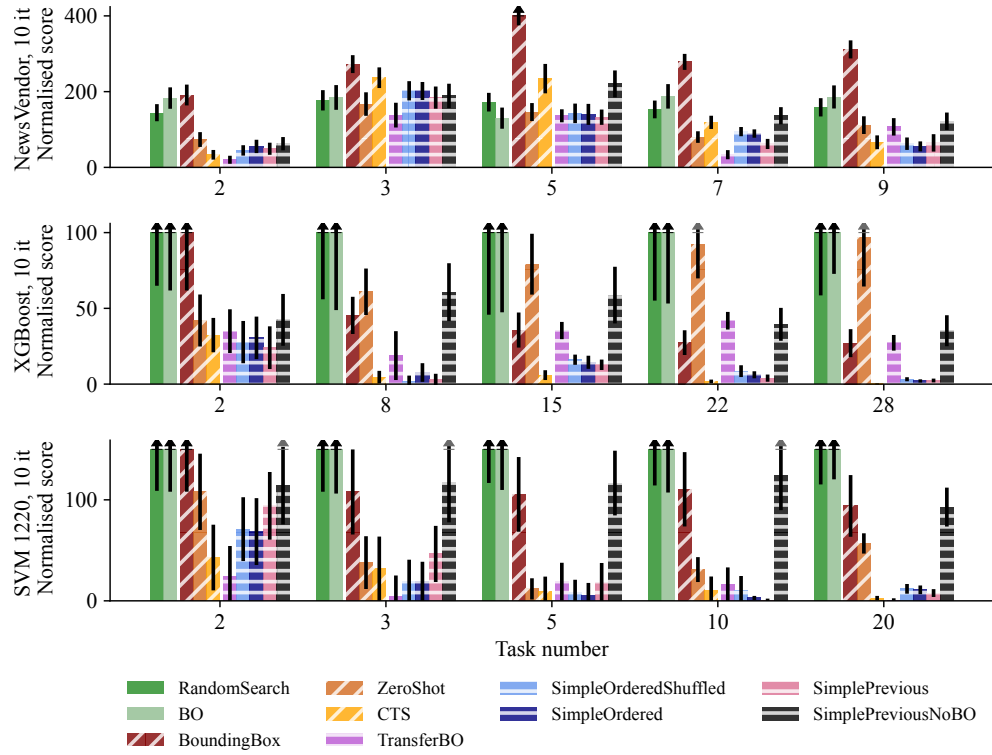 NewsVendor, 10 it
Normalised score
400
200
0
2 3 5 7 9
XGBoost, 10 it
Normalised score
100
50
0
2 8 15 22 28
SVM 1220, 10 it
Normalised score
100
0
2 3 5 10 20
Task number
RandomSearch ZeroShot SimpleOrderedShuffled SimplePrevious
BO CTS SimpleOrdered SimplePreviousNoBO
BoundingBox TransferBO